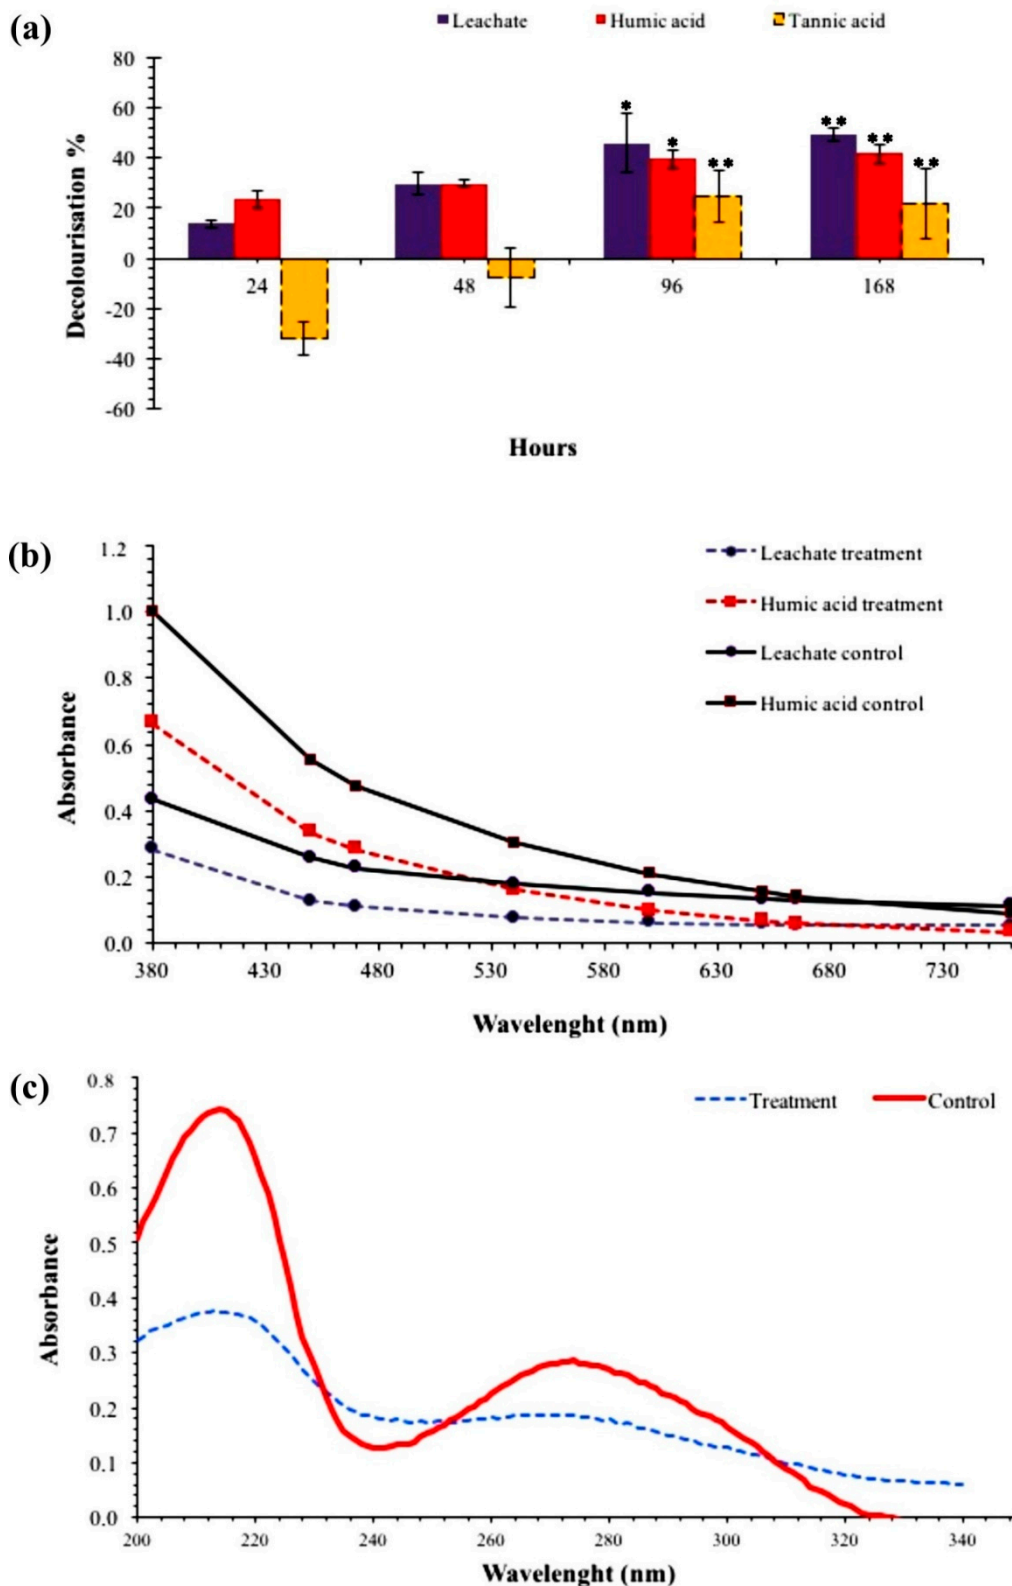 (a)
Leachate Humic acid Tannic acid
80
60
40
20
0
-20
-40
-60
Decolourisation %
* * **
** ** **
24 48 96 168
Hours
(b)
Leachate treatment
Humic acid treatment
Leachate control
Humic acid control
1.2
1.0
0.8
0.6
0.4
0.2
0.0
Absorbance
380 430 480 530 580 630 680 730
Wavelenght (nm)
(c)
Treatment Control
0.8
0.7
0.6
0.5
0.4
0.3
0.2
0.1
0.0
Absorbance
200 220 240 260 280 300 320 340
Wavelenght (nm)